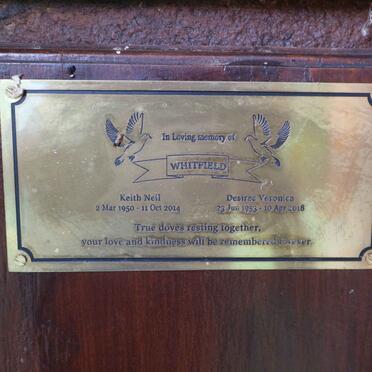 In Loving memory of
WHITFIELD
Keith Neil Desiree Veronica
2 Mar 1950 - 11 Oct 2014 23 Jun 1953 - 10 Apr 2018
True doves resting together,
your love and kindness will be remembered forever.